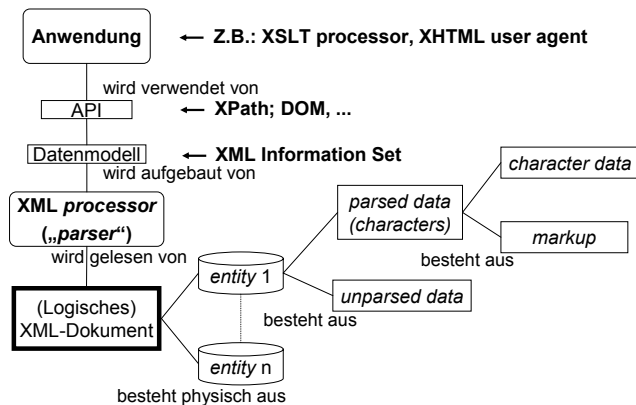 Anwendung
Z.B.: XSLT processor, XHTML user agent
wird verwendet von
API
XPath; DOM, ...
Datenmodell
XML Information Set
wird aufgebaut von
XML processor
(„parser“)
wird gelesen von
(Logisches)
XML-Dokument
entity 1
entity n
besteht physisch aus
parsed data
(characters)
unparsed data
besteht aus
character data
markup
besteht aus